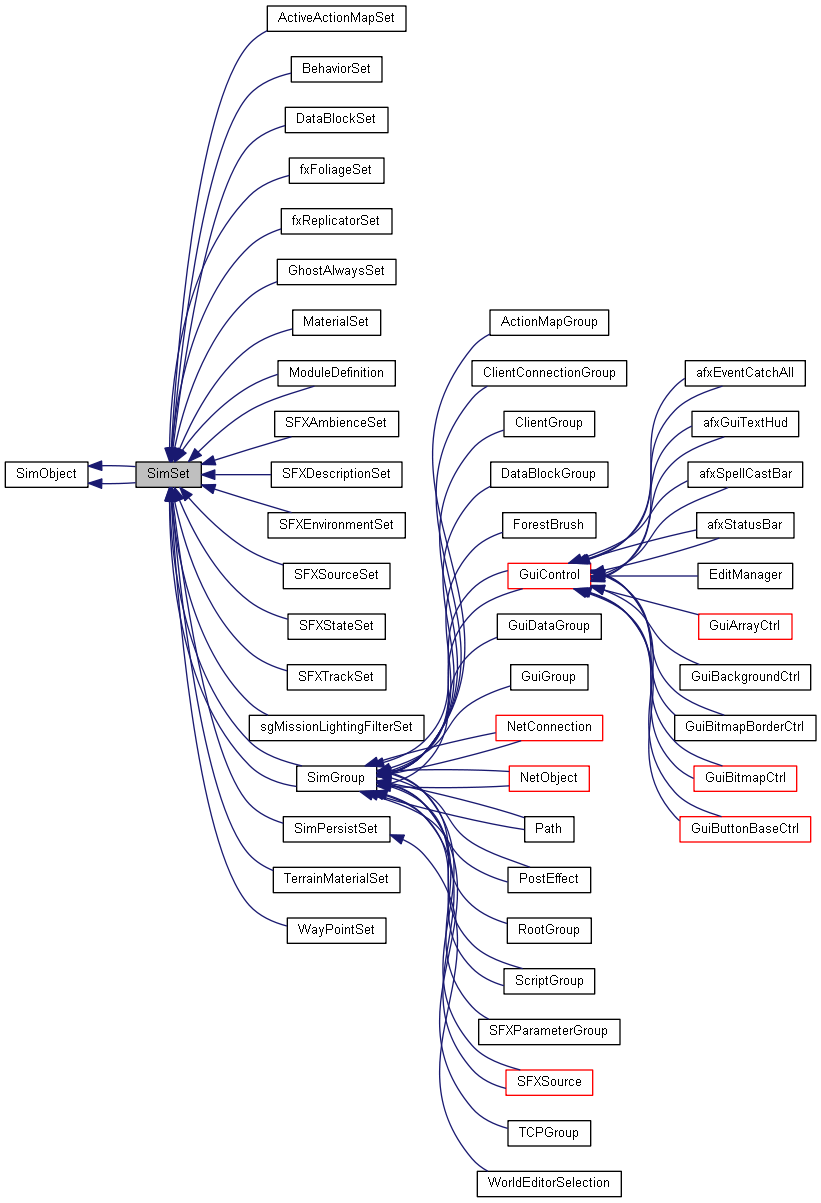 SimObject
SimSet
ActiveActionMapSet
BehaviorSet
DataBlockSet
fxFoliageSet
fxReplicatorSet
GhostAlwaysSet
MaterialSet
ModuleDefinition
SFXAmbienceSet
SFXDescriptionSet
SFXEnvironmentSet
SFXSourceSet
SFXStateSet
SFXTrackSet
sgMissionLightingFilterSet
SimGroup
SimPersistSet
TerrainMaterialSet
WayPointSet
ActionMapGroup
ClientConnectionGroup
ClientGroup
DataBlockGroup
ForestBrush
GuiControl
GuiDataGroup
GuiGroup
NetConnection
NetObject
Path
PostEffect
RootGroup
ScriptGroup
SFXParameterGroup
SFXSource
TCPGroup
WorldEditorSelection
afxEventCatchAll
afxGuiTextHud
afxSpellCastBar
afxStatusBar
EditManager
GuiArrayCtrl
GuiBackgroundCtrl
GuiBitmapBorderCtrl
GuiBitmapCtrl
GuiButtonBaseCtrl